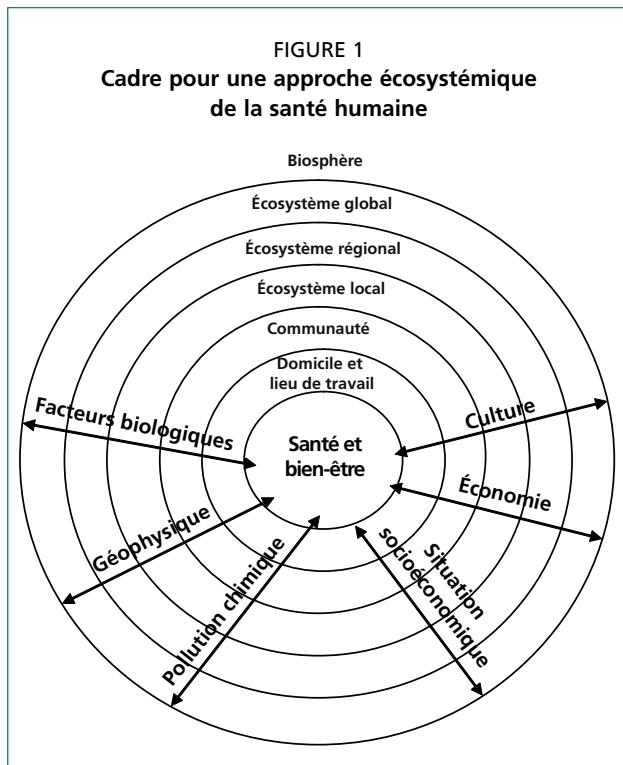 FIGURE 1
Cadre pour une approche écosystémique
de la santé humaine
Biosphère
Écosystème global
Écosystème régional
Écosystème local
Communauté
Domicile et
lieu de travail
Santé et
bien-être
Facteurs biologiques
Géophysique
Pollution chimique
Situation
socioéconomique
Économie
Culture